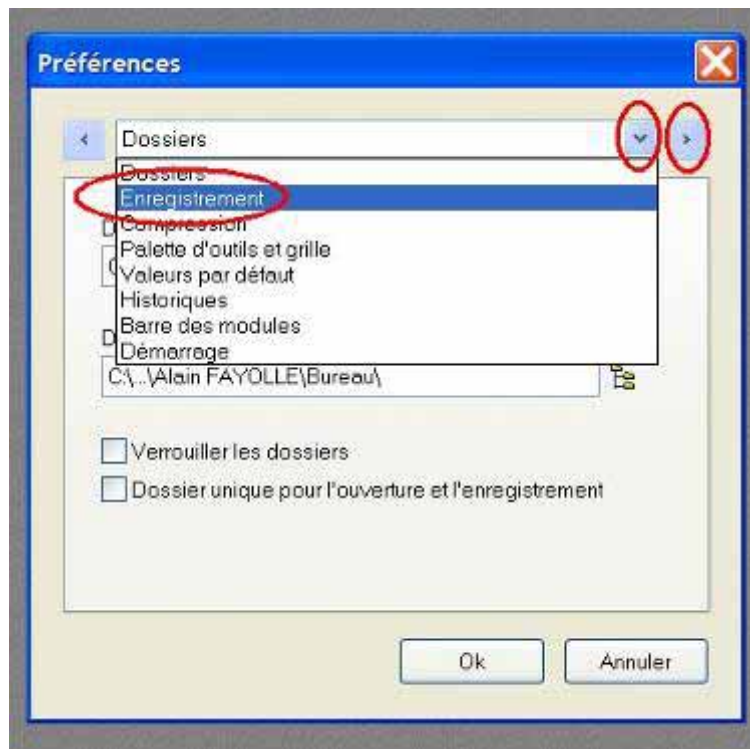 Préférences
Dossiers
Dossiers
Enregistrement
Compression
Palette d'outils et grille
Valeurs par défaut
Historiques
Barre des modules
Démarrage
C:\...\Alain FAYOLLE\Bureau\
Verrouiller les dossiers
Dossier unique pour l'ouverture et l'enregistrement
Ok
Annuler